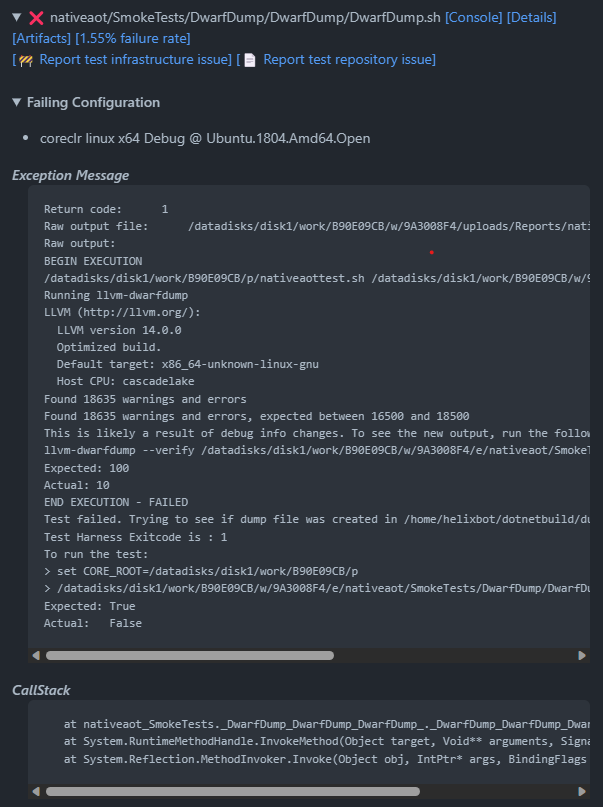 nativeaot/SmokeTests/DwarfDump/DwarfDump/DwarfDump.sh [Console] [Details]
[Artifacts] [1.55% failure rate]
[🚧 Report test infrastructure issue] [📄 Report test repository issue]
Failing Configuration
• coreclr linux x64 Debug @ Ubuntu.1804.Amd64.Open
Exception Message
Return code:      1
Raw output file:      /datadisks/disk1/work/B90E09CB/w/9A3008F4/uploads/Reports/nati
Raw output:
BEGIN EXECUTION
/datadisks/disk1/work/B90E09CB/p/nativeaottest.sh /datadisks/disk1/work/B90E09CB/w/9
Running llvm-dwarfdump
LLVM (http://llvm.org/):
  LLVM version 14.0.0
  Optimized build.
  Default target: x86_64-unknown-linux-gnu
  Host CPU: cascadelake
Found 18635 warnings and errors
Found 18635 warnings and errors, expected between 16500 and 18500
This is likely a result of debug info changes. To see the new output, run the follow
llvm-dwarfdump --verify /datadisks/disk1/work/B90E09CB/w/9A3008F4/e/nativeaot/SmokeT
Expected: 100
Actual: 10
END EXECUTION - FAILED
Test failed. Trying to see if dump file was created in /home/helixbot/dotnetbuild/du
Test Harness Exitcode is : 1
To run the test:
> set CORE_ROOT=/datadisks/disk1/work/B90E09CB/p
> /datadisks/disk1/work/B90E09CB/w/9A3008F4/e/nativeaot/SmokeTests/DwarfDump/DwarfDu
Expected: True
Actual:   False
CallStack
at nativeaot_SmokeTests._DwarfDump_DwarfDump_DwarfDump_._DwarfDump_DwarfDump_Dwar
at System.RuntimeMethodHandle.InvokeMethod(Object target, Void** arguments, Signa
at System.Reflection.MethodInvoker.Invoke(Object obj, IntPtr* args, BindingFlags